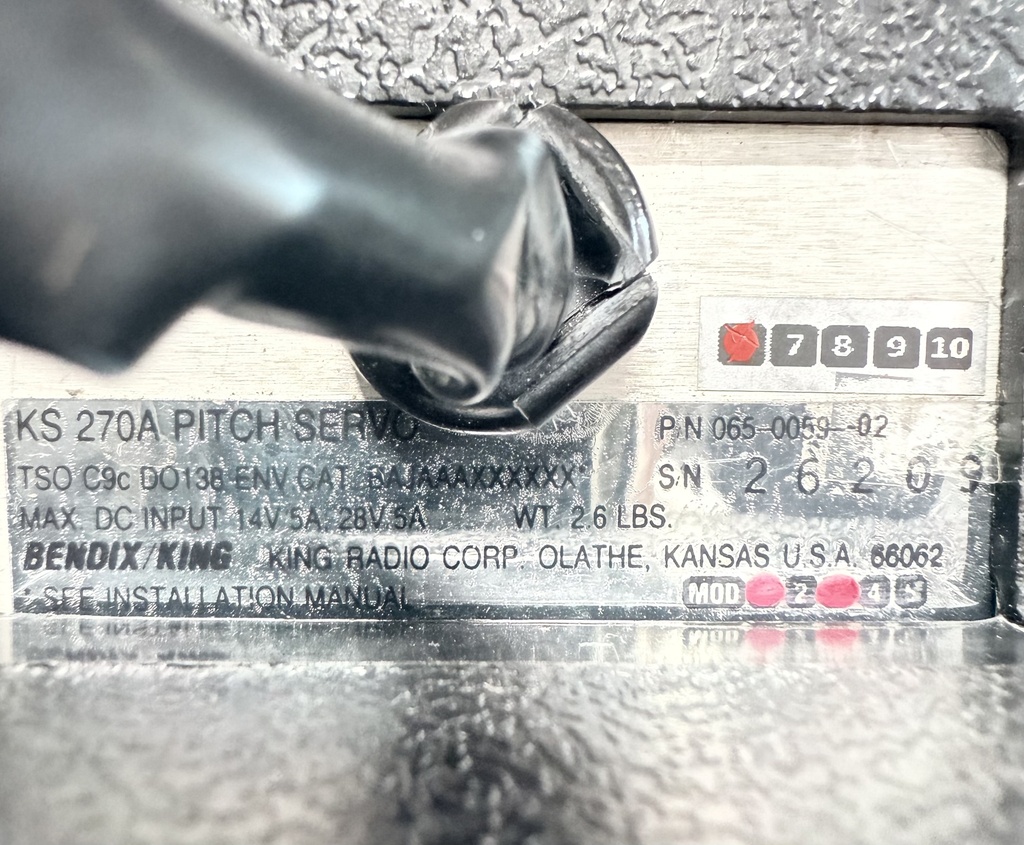 7 8 9 10
KS 270A PITCH SERVO
P/N 065-0059-02
TSO C9c DO138 ENV CAT. BAJAAAXXXXXX*
S/N 26209
MAX. DC INPUT 14V 5A, 28V 5A WT. 2.6 LBS.
BENDIX/KING KING RADIO CORP. OLATHE, KANSAS U.S.A. 66062
* SEE INSTALLATION MANUAL
MOD 2 4 5